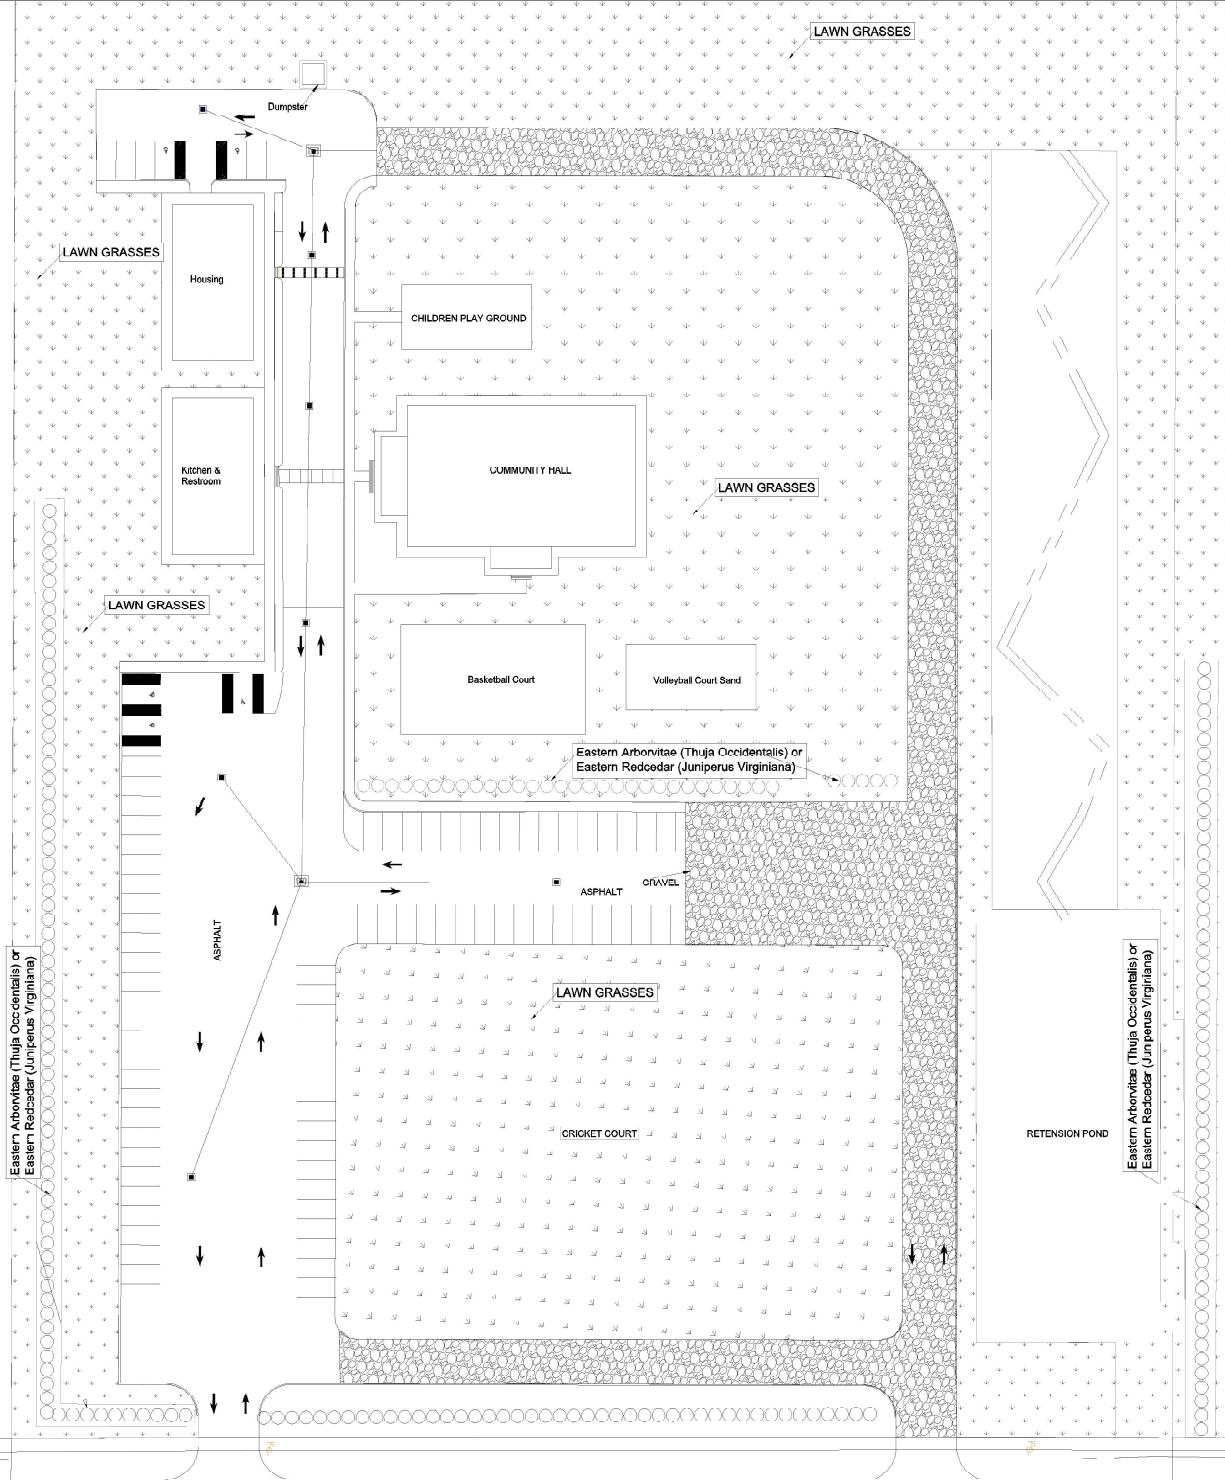 LAWN GRASSES
Dumpster
LAWN GRASSES
Housing
CHILDREN PLAY GROUND
Kitchen &
Restroom
COMMUNITY HALL
LAWN GRASSES
LAWN GRASSES
Basketball Court
Volleyball Court Sand
Eastern Arborvitae (Thuja Occidentalis) or
Eastern Redcedar (Juniperus Virginiana)
ASPHALT
GRAVEL
ASPHALT
Eastern Arborvitae (Thuja Occidentalis) or
Eastern Redcedar (Juniperus Virginiana)
LAWN GRASSES
Eastern Arborvitae (Thuja Occidentalis) or
Eastern Redcedar (Juniperus Virginiana)
CRICKET COURT
RETENSION POND